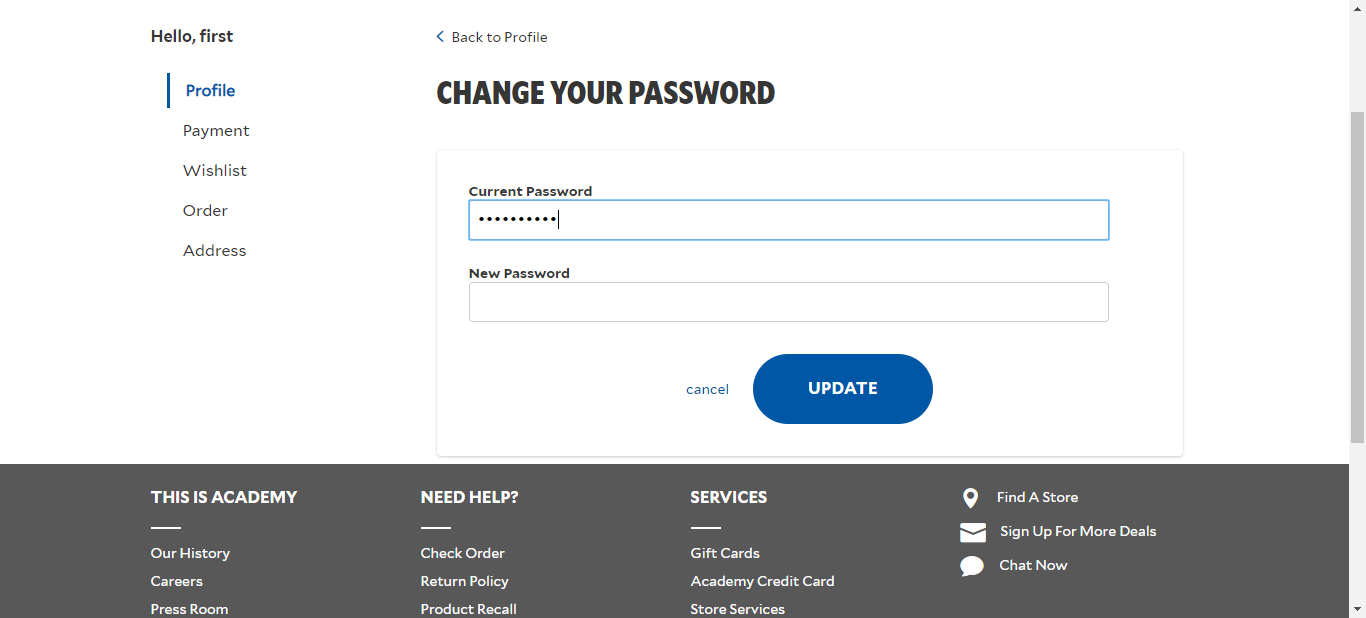 Hello, first
Profile
Payment
Wishlist
Order
Address
Back to Profile
CHANGE YOUR PASSWORD
Current Password
••••••••••
New Password
cancel
UPDATE
THIS IS ACADEMY
Our History
Careers
Press Room
NEED HELP?
Check Order
Return Policy
Product Recall
SERVICES
Gift Cards
Academy Credit Card
Store Services
Find A Store
Sign Up For More Deals
Chat Now